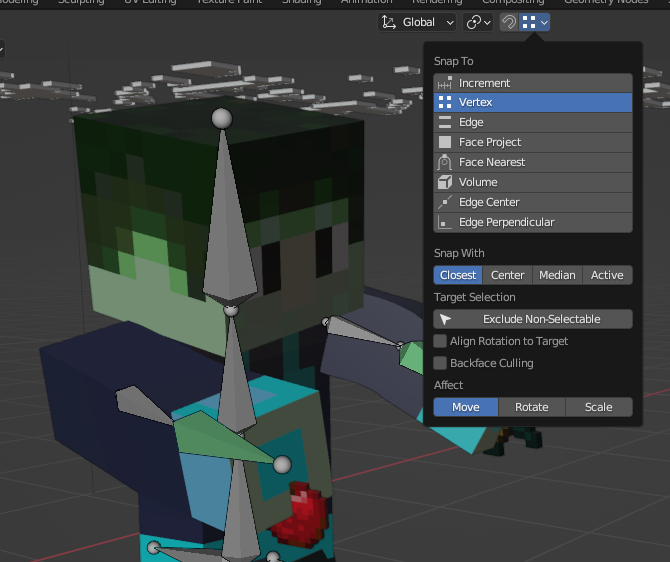 UV Editing
Texture Paint
Shading
Animation
Rendering
Compositing
Geometry Nodes
Global
Snap To
Increment
Vertex
Edge
Face Project
Face Nearest
Volume
Edge Center
Edge Perpendicular
Snap With
Closest Center Median Active
Target Selection
Exclude Non-Selectable
Align Rotation to Target
Backface Culling
Affect
Move Rotate Scale